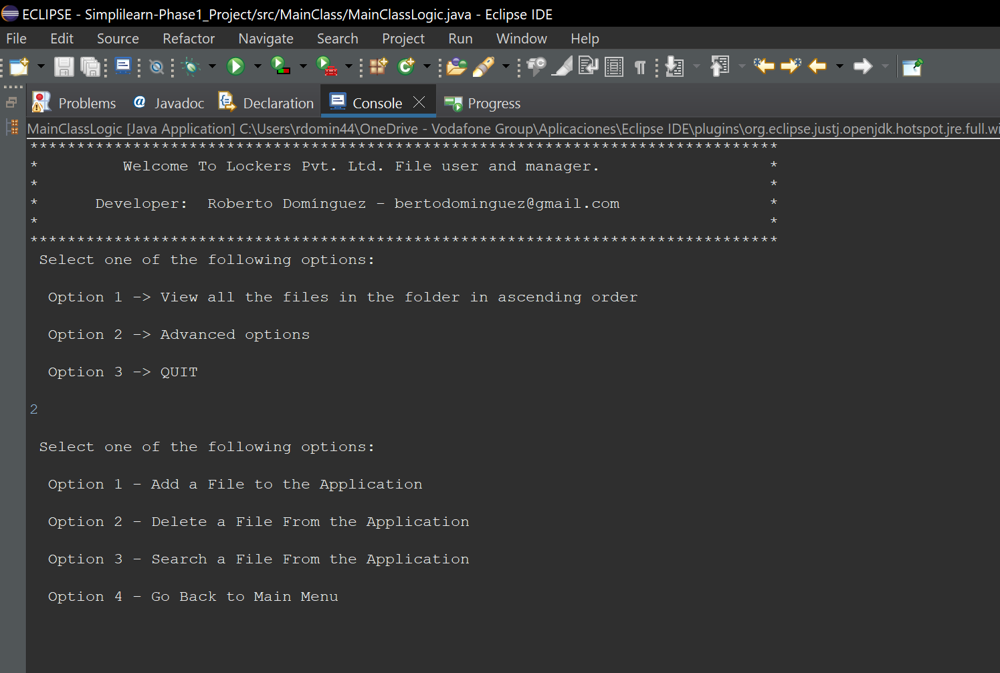 ECLIPSE - Simplilearn-Phase1_Project/src/MainClass/MainClassLogic.java - Eclipse IDE
File Edit Source Refactor Navigate Search Project Run Window Help
Problems @ Javadoc Declaration Console Progress
MainClassLogic [Java Application] C:\Users\rdomin44\OneDrive - Vodafone Group\Aplicaciones\Eclipse IDE\plugins\org.eclipse.justj.openjdk.hotspot.jre.full.wi
********************************************************************************
* Welcome To Lockers Pvt. Ltd. File user and manager. *
* *
* Developer: Roberto Domínguez - bertodominguez@gmail.com *
* *
********************************************************************************
Select one of the following options:
Option 1 -> View all the files in the folder in ascending order
Option 2 -> Advanced options
Option 3 -> QUIT
2
Select one of the following options:
Option 1 - Add a File to the Application
Option 2 - Delete a File From the Application
Option 3 - Search a File From the Application
Option 4 - Go Back to Main Menu